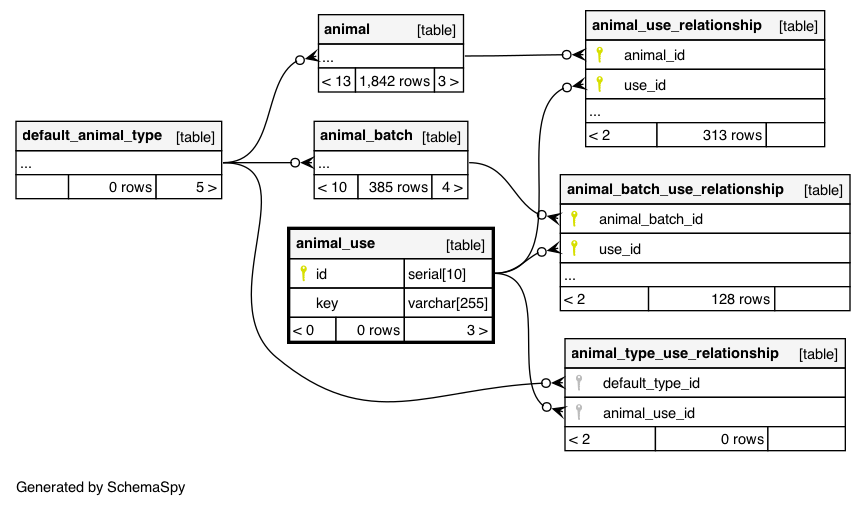 animal [table]
...
< 13 1,842 rows 3 >
animal_use_relationship [table]
animal_id
use_id
...
< 2 313 rows
default_animal_type [table]
...
0 rows 5 >
animal_batch [table]
...
< 10 385 rows 4 >
animal_batch_use_relationship [table]
animal_batch_id
use_id
...
< 2 128 rows
animal_use [table]
id serial[10]
key varchar[255]
< 0 0 rows 3 >
animal_type_use_relationship [table]
default_type_id
animal_use_id
< 2 0 rows
Generated by SchemaSpy